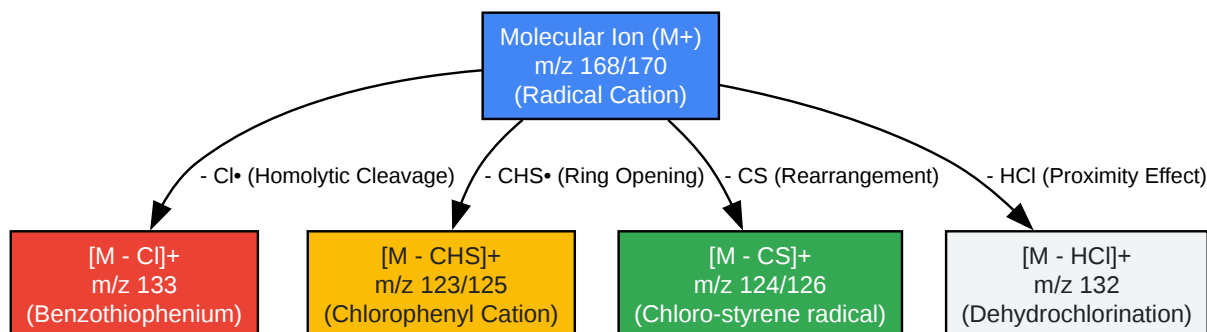 Molecular Ion (M+)
m/z 168/170
(Radical Cation)
- Cl• (Homolytic Cleavage)
- CHS• (Ring Opening)
- CS (Rearrangement)
- HCl (Proximity Effect)
[M - Cl]+
m/z 133
(Benzothiophenium)
[M - CHS]+
m/z 123/125
(Chlorophenyl Cation)
[M - CS]+
m/z 124/126
(Chloro-styrene radical)
[M - HCl]+
m/z 132
(Dehydrochlorination)